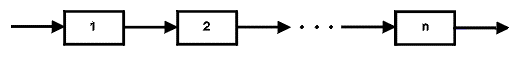 1 2 . . . n